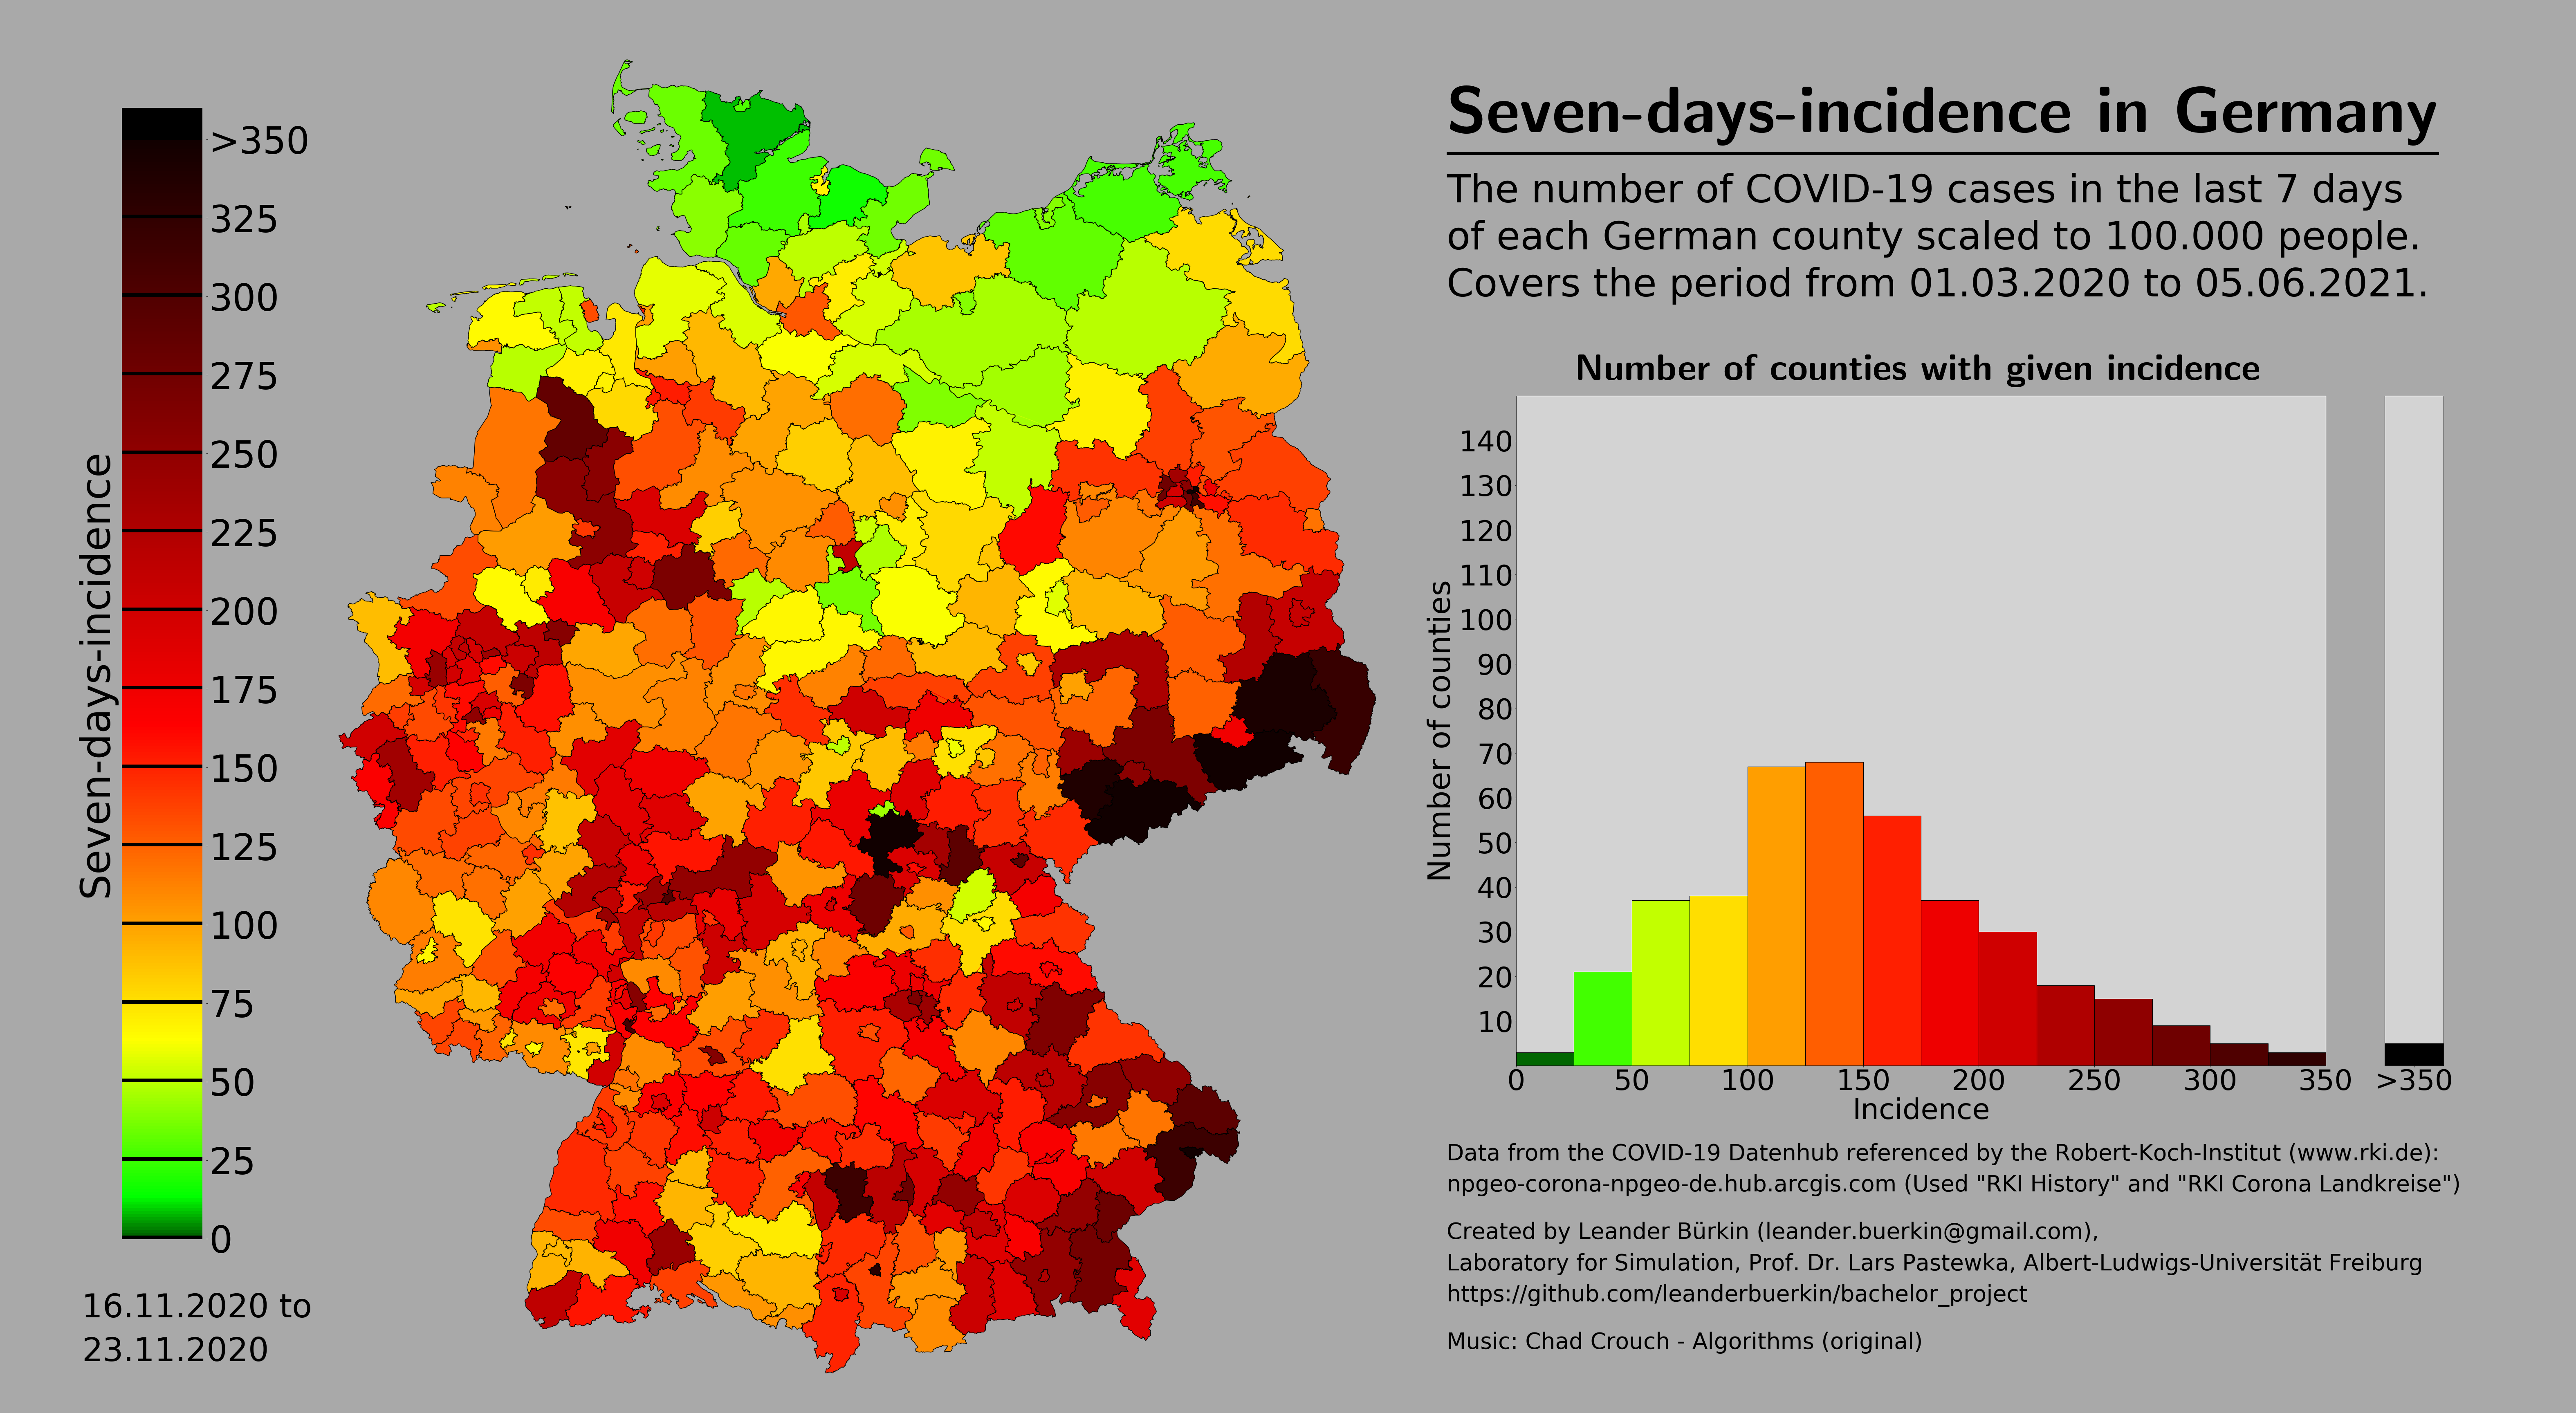 Seven-days-incidence in Germany
The number of COVID-19 cases in the last 7 days
of each German county scaled to 100.000 people.
Covers the period from 01.03.2020 to 05.06.2021.
Seven-days-incidence
>350
325
300
275
250
225
200
175
150
125
100
75
50
25
0
16.11.2020 to
23.11.2020
Number of counties with given incidence
Number of counties
140
130
120
110
100
90
80
70
60
50
40
30
20
10
0 50 100 150 200 250 300 350 >350
Incidence
Data from the COVID-19 Datenhub referenced by the Robert-Koch-Institut (www.rki.de):
npgeo-corona-npgeo-de.hub.arcgis.com (Used "RKI History" and "RKI Corona Landkreise")
Created by Leander Bürkin (leander.buerkin@gmail.com),
Laboratory for Simulation, Prof. Dr. Lars Pastewka, Albert-Ludwigs-Universität Freiburg
https://github.com/leanderbuerkin/bachelor_project
Music: Chad Crouch - Algorithms (original)